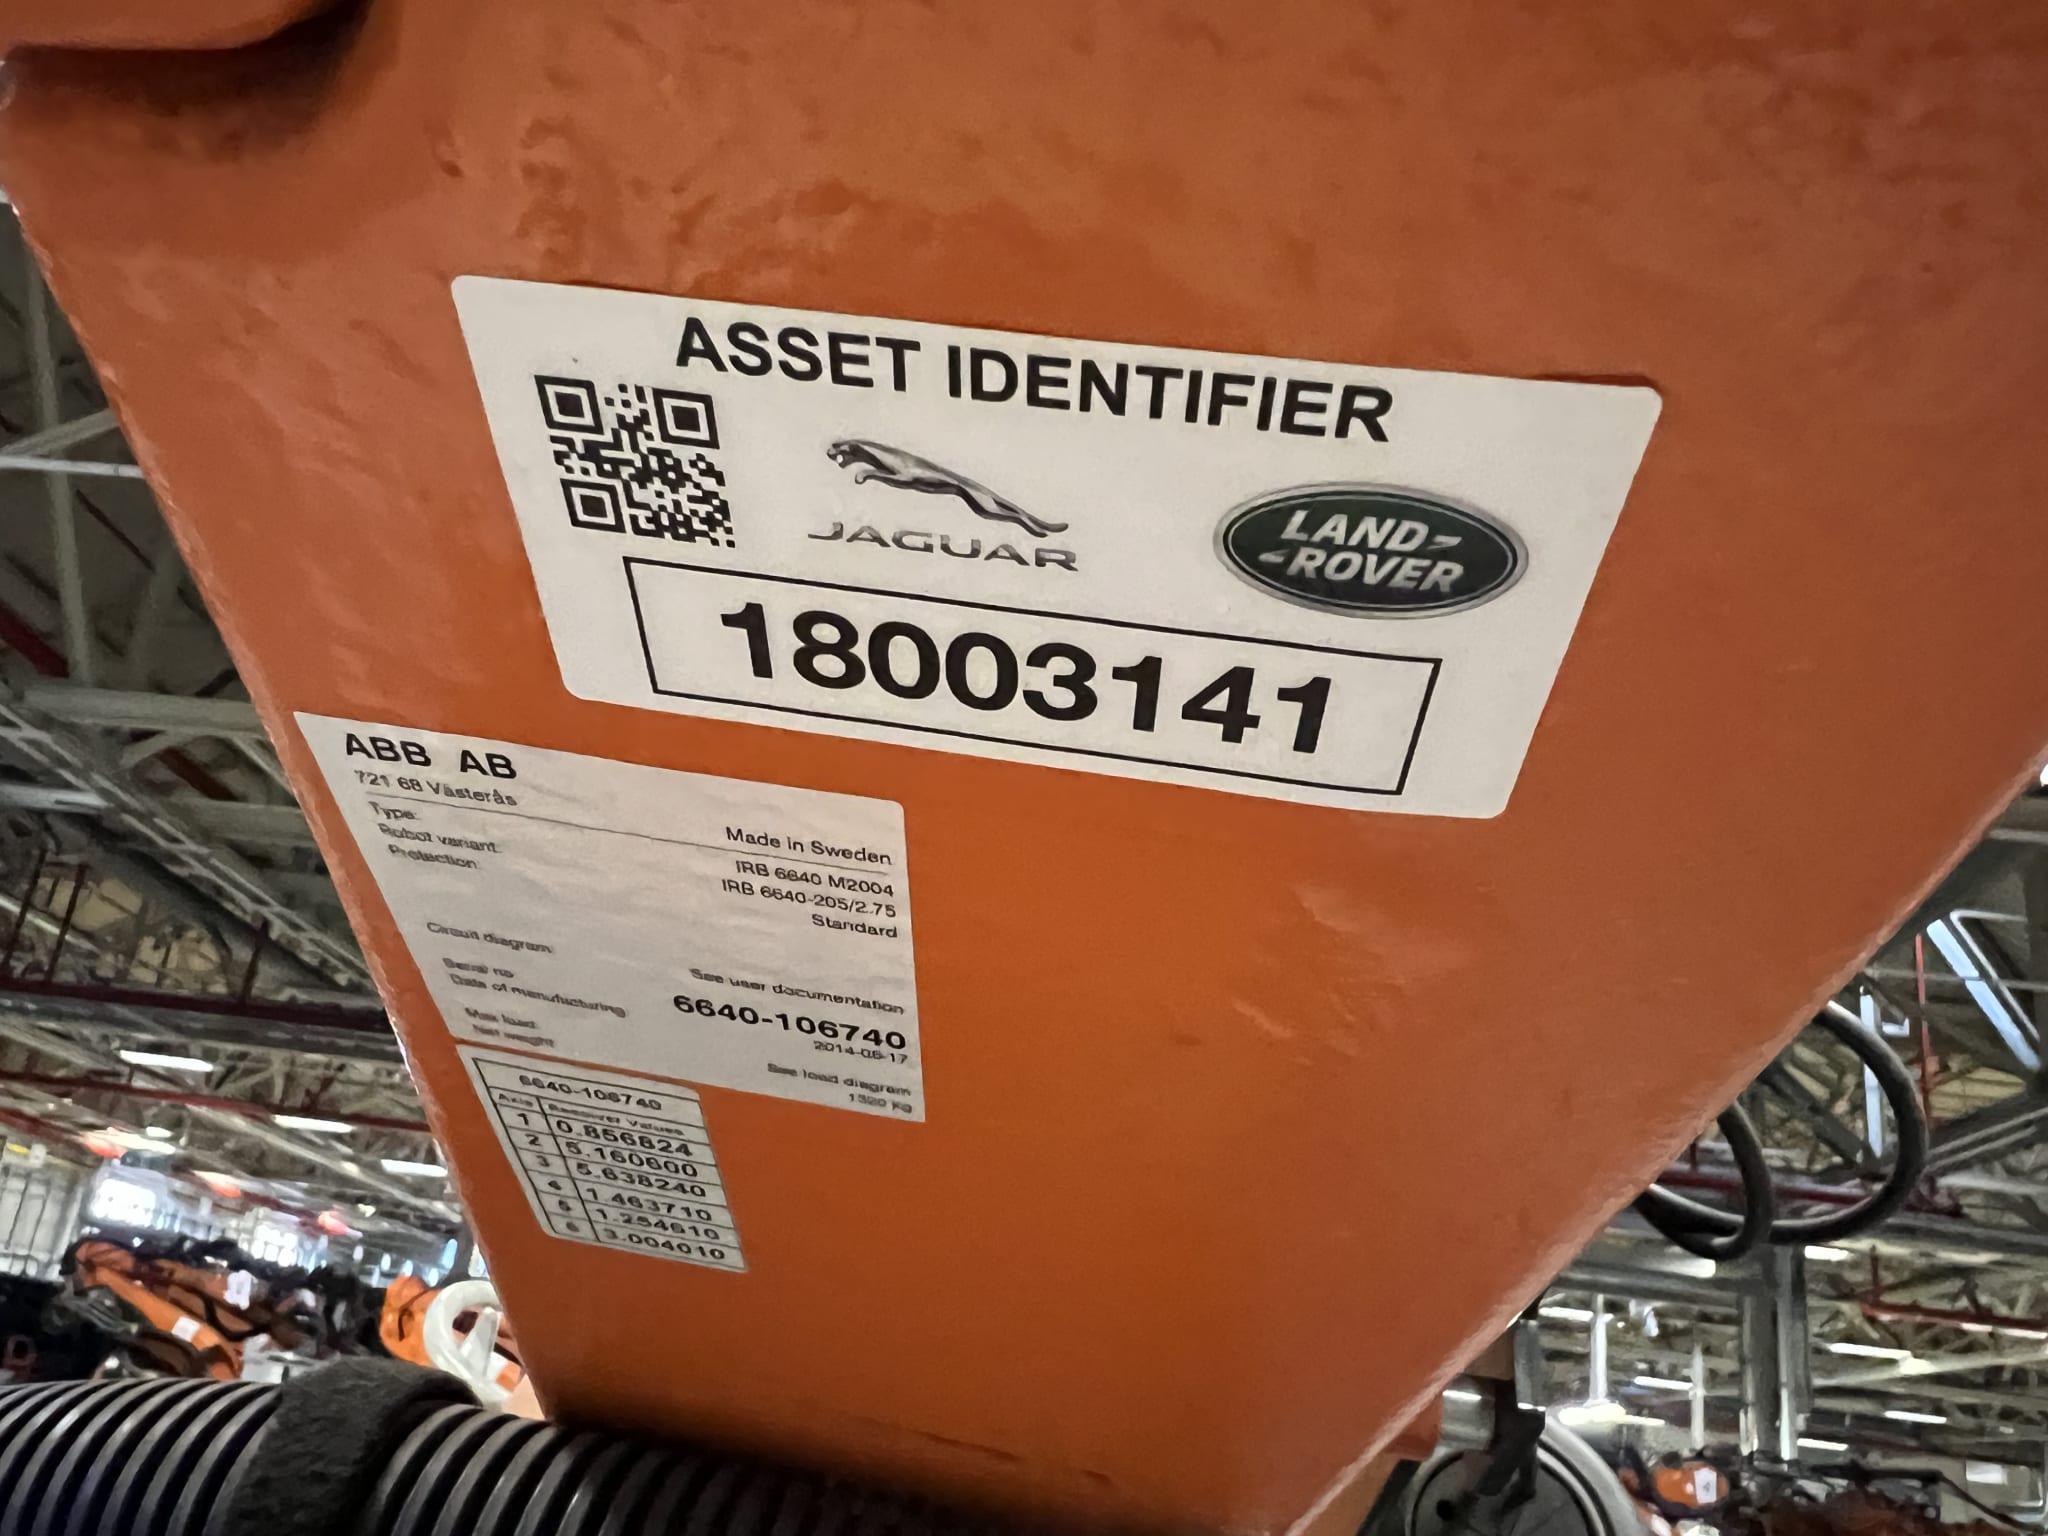 ASSET IDENTIFIER
JAGUAR
LAND
ROVER
18003141
ABB AB
721 68 Västerås
Made in Sweden
Type: IRB 6640 M2004
Robot variant: IRB 6640-205/2.75
Protection: Standard
Circuit diagram: See user documentation
Serial no 6640-106740
Date of manufacturing 2014-06-17
Max load: See load diagram
Net weight 1320 kg
6640-106740
Axis Resolver Values
1 0.856824
2 5.160600
3 5.638240
4 1.463710
5 1.254610
6 3.004010